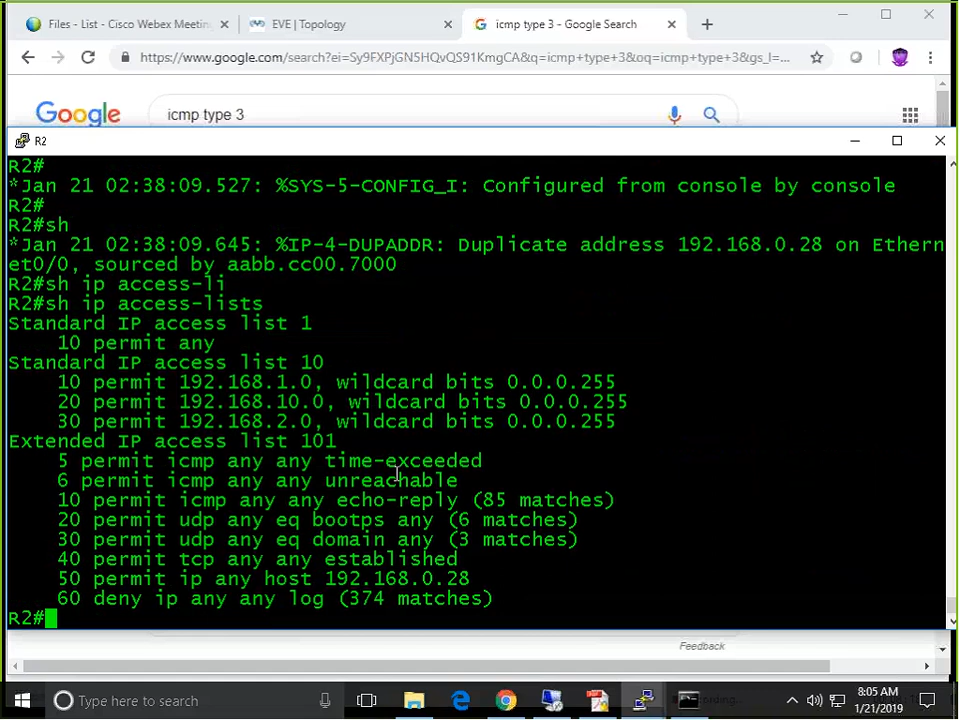 Files - List - Cisco Webex Meetin
EVE | Topology
icmp type 3 - Google Search
https://www.google.com/search?ei=Sy9FXPjGN5HQvQS91KmgCA&q=icmp+type+3&oq=icmp+type+3&gs_l=...
Google
icmp type 3
R2
R2#
*Jan 21 02:38:09.527: %SYS-5-CONFIG_I: Configured from console by console
R2#
R2#sh
*Jan 21 02:38:09.645: %IP-4-DUPADDR: Duplicate address 192.168.0.28 on Ethern
et0/0, sourced by aabb.cc00.7000
R2#sh ip access-li
R2#sh ip access-lists
Standard IP access list 1
    10 permit any
Standard IP access list 10
    10 permit 192.168.1.0, wildcard bits 0.0.0.255
    20 permit 192.168.10.0, wildcard bits 0.0.0.255
    30 permit 192.168.2.0, wildcard bits 0.0.0.255
Extended IP access list 101
    5 permit icmp any any time-exceeded
    6 permit icmp any any unreachable
    10 permit icmp any any echo-reply (85 matches)
    20 permit udp any eq bootps any (6 matches)
    30 permit udp any eq domain any (3 matches)
    40 permit tcp any any established
    50 permit ip any host 192.168.0.28
    60 deny ip any any log (374 matches)
R2#
Feedback
Type here to search
8:05 AM
1/21/2019